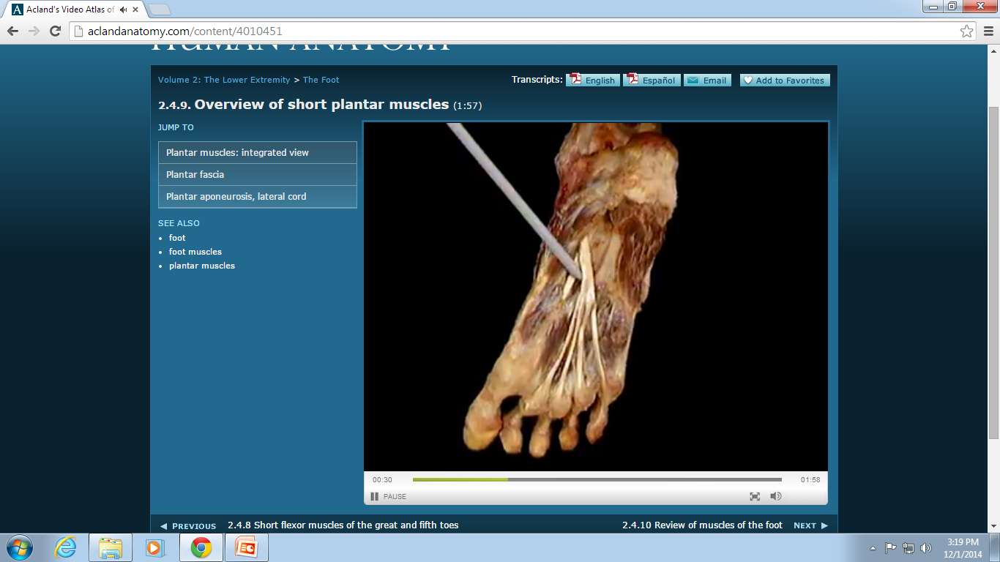 Acland's Video Atlas of
aclandanatomy.com/content/4010451
HUMAN ANATOMY
Volume 2: The Lower Extremity > The Foot
Transcripts: English Español Email Add to Favorites
2.4.9. Overview of short plantar muscles (1:57)
JUMP TO
Plantar muscles: integrated view
Plantar fascia
Plantar aponeurosis, lateral cord
SEE ALSO
• foot
• foot muscles
• plantar muscles
00:30 01:58
PAUSE
PREVIOUS 2.4.8 Short flexor muscles of the great and fifth toes 2.4.10 Review of muscles of the foot NEXT
3:19 PM
12/1/2014